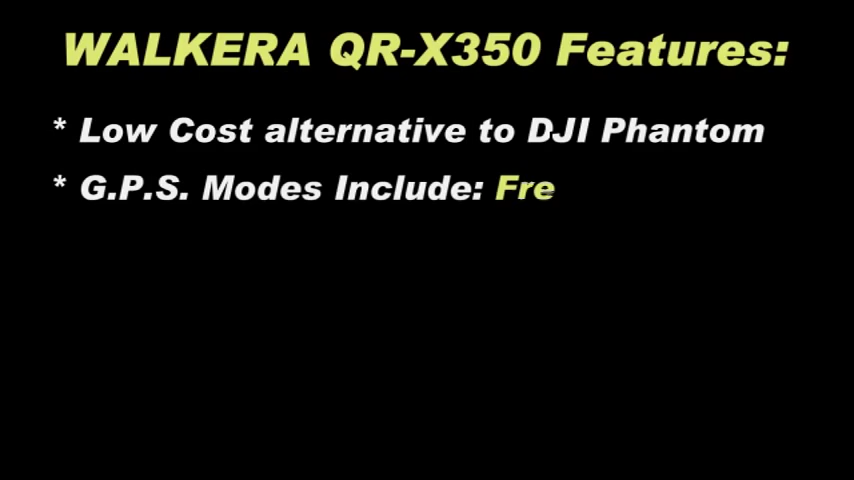 WALKERA QR-X350 Features:
* Low Cost alternative to DJI Phantom
* G.P.S. Modes Include: Fre